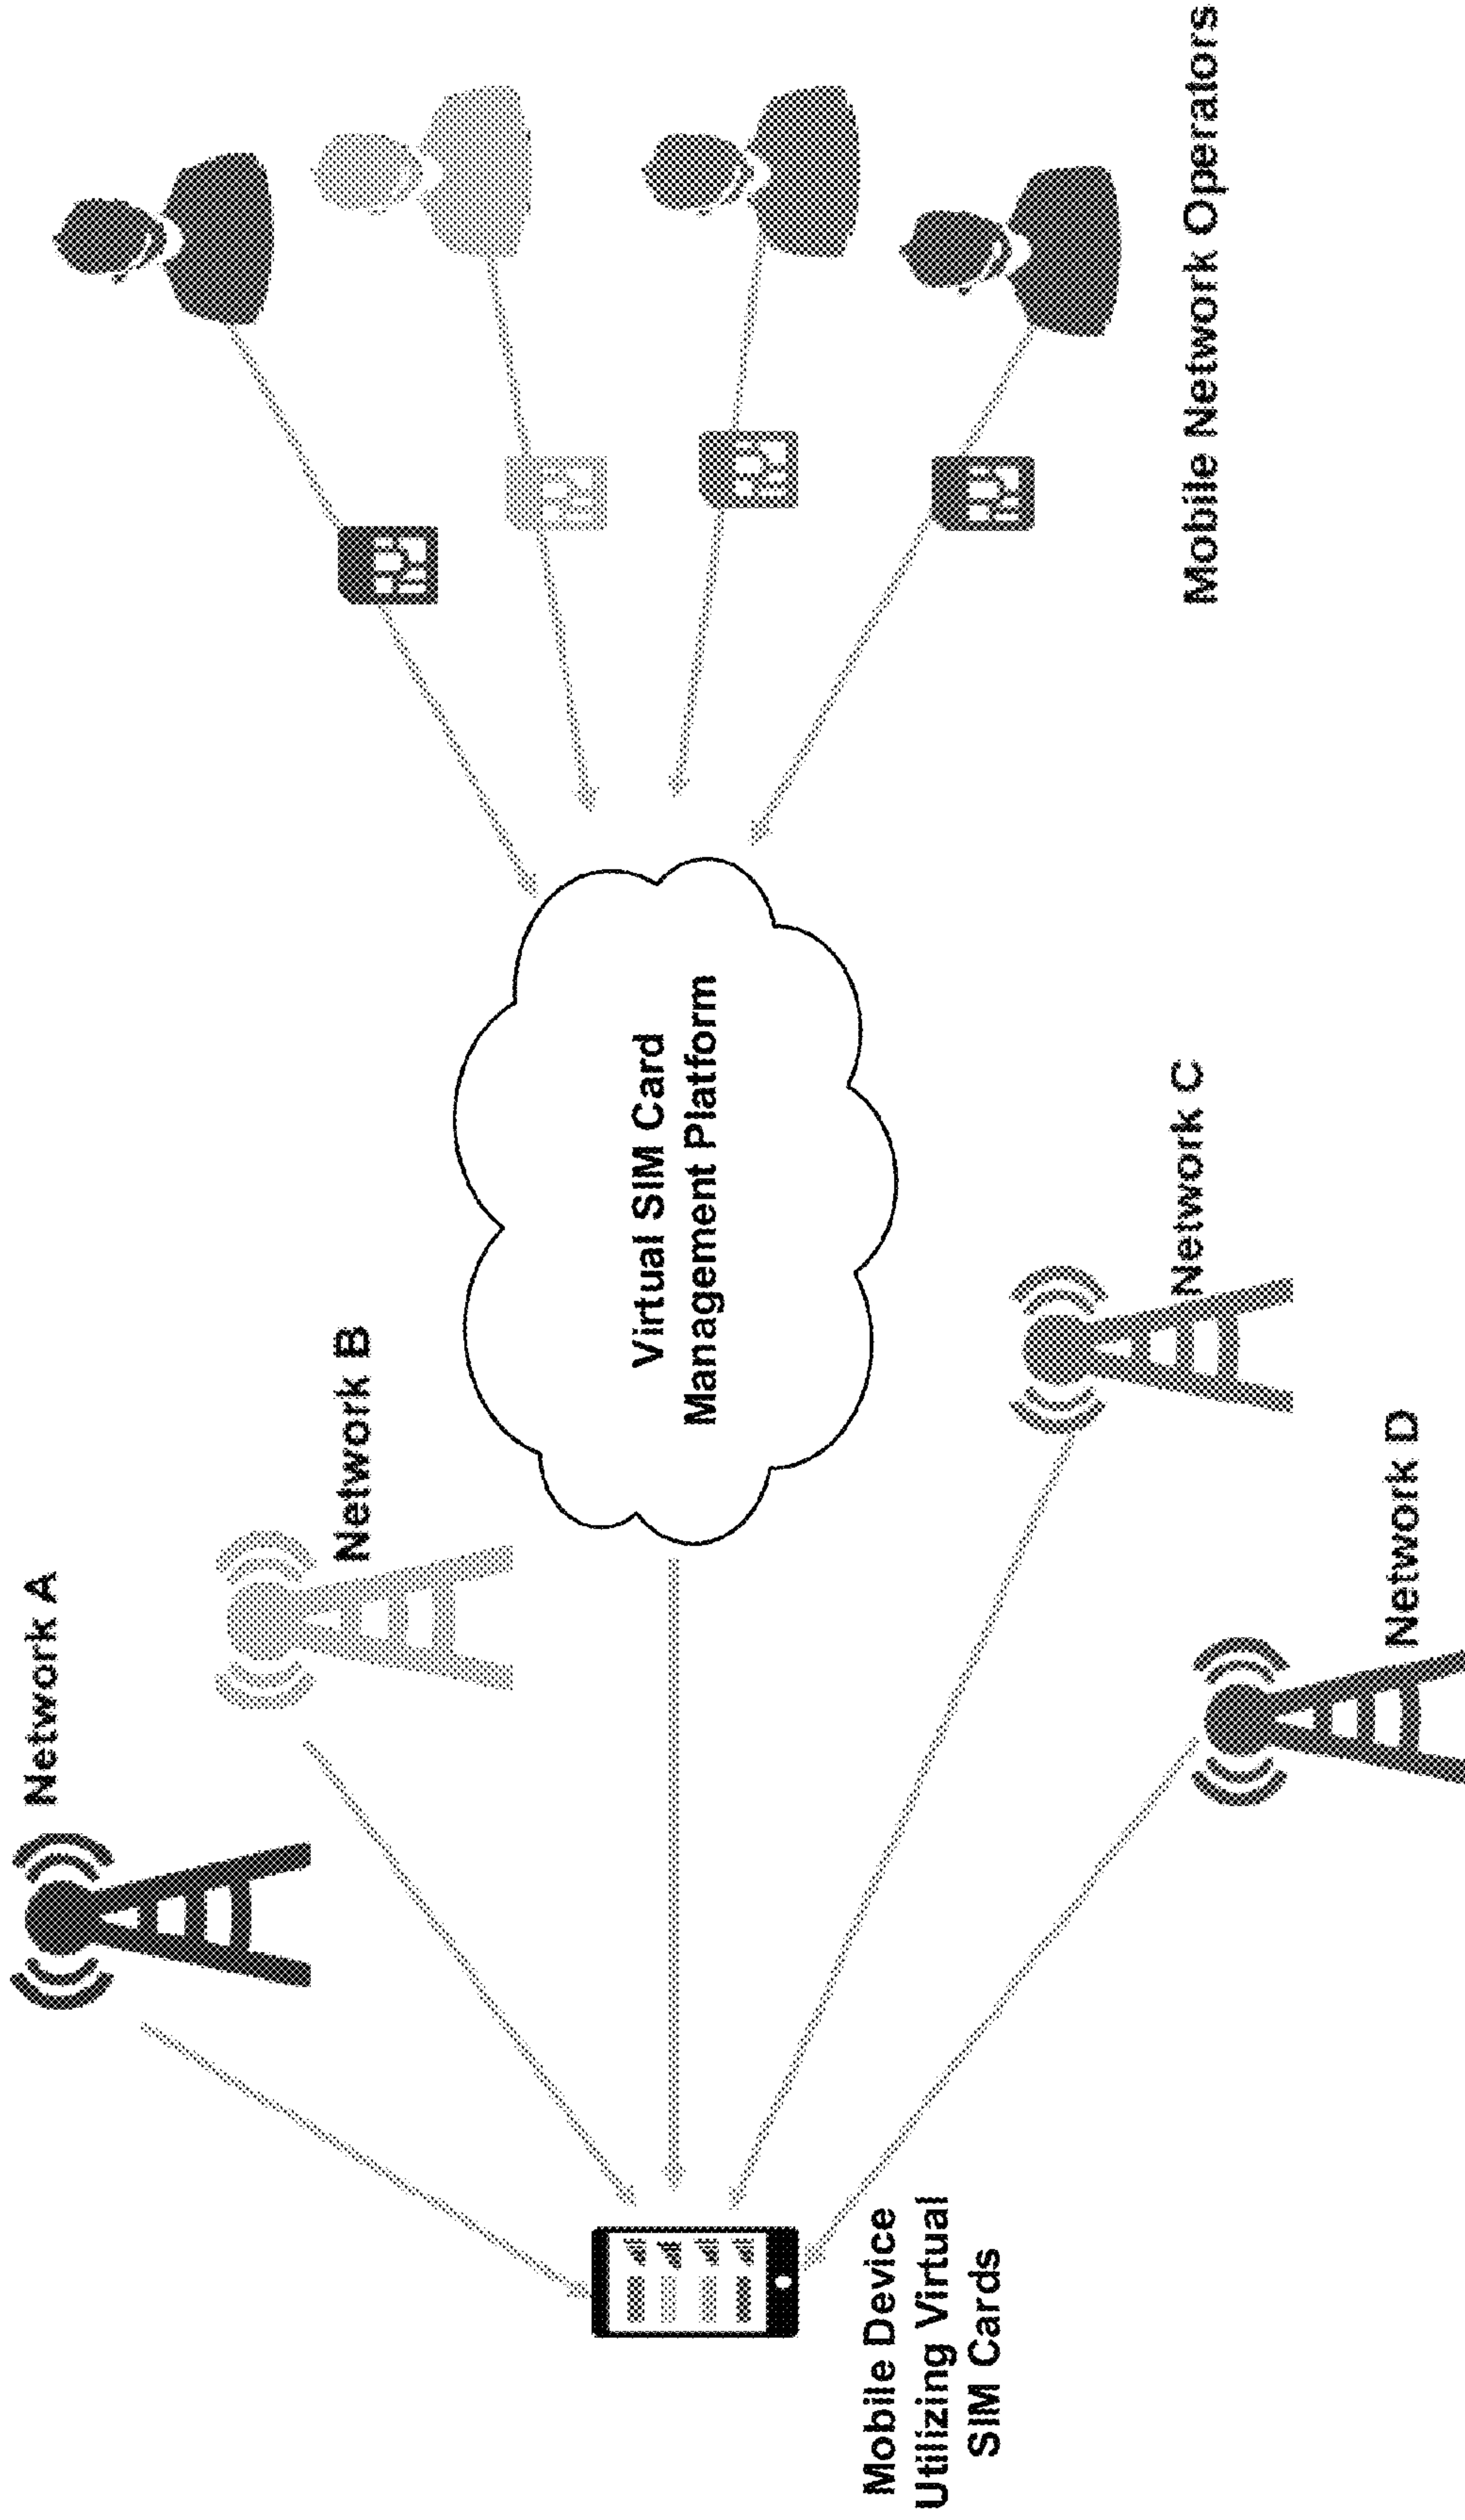 Network A
Network B
Virtual SIM Card
Management Platform
Mobile Device
Utilizing Virtual
SIM Cards
Network C
Mobile Network Operators
Network D